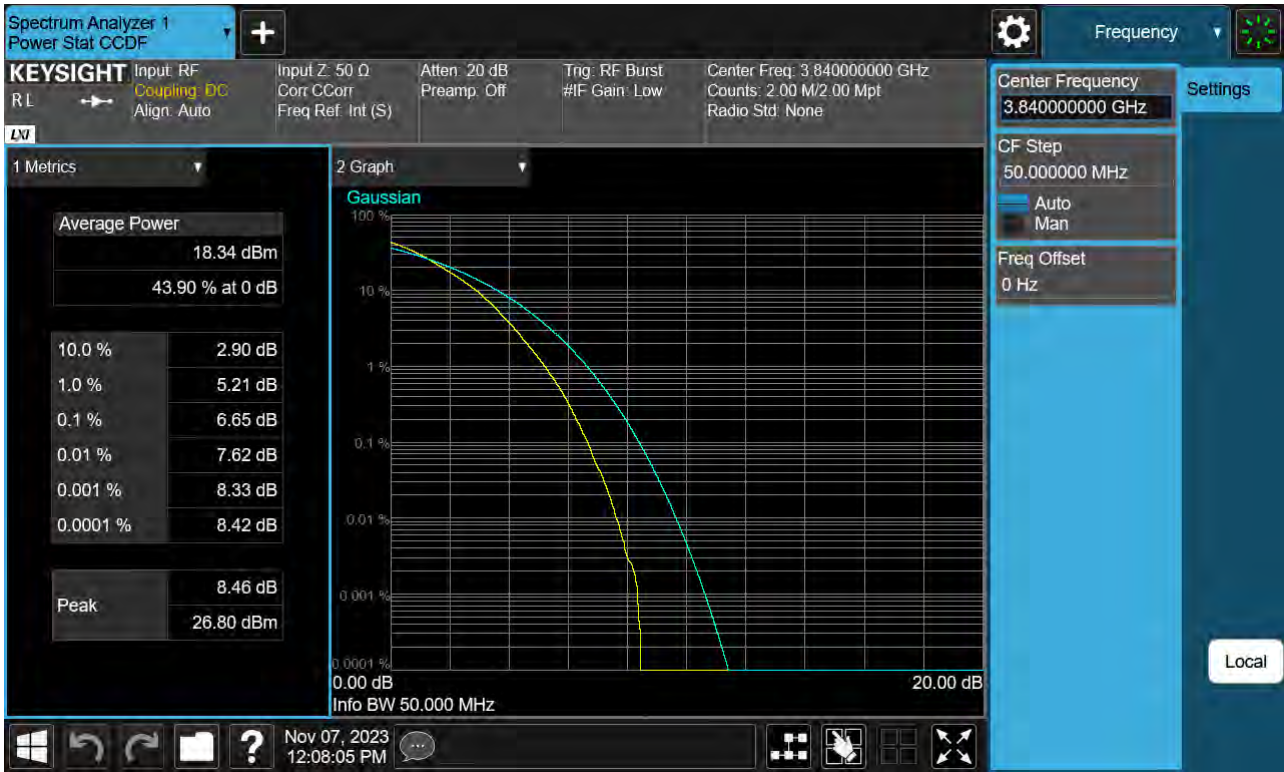 Spectrum Analyzer 1
Power Stat CCDF
+
Frequency
KEYSIGHT
RL
LXI
Input: RF
Coupling: DC
Align: Auto
Input Z: 50 Ω
Corr CCorr
Freq Ref: Int (S)
Atten: 20 dB
Preamp: Off
Trig: RF Burst
#IF Gain: Low
Center Freq: 3.840000000 GHz
Counts: 2.00 M/2.00 Mpt
Radio Std: None
Center Frequency
3.840000000 GHz
Settings
CF Step
50.000000 MHz
Auto
Man
Freq Offset
0 Hz
1 Metrics
Average Power
18.34 dBm
43.90 % at 0 dB
10.0 % 2.90 dB
1.0 % 5.21 dB
0.1 % 6.65 dB
0.01 % 7.62 dB
0.001 % 8.33 dB
0.0001 % 8.42 dB
Peak
8.46 dB
26.80 dBm
2 Graph
Gaussian
100 %
10 %
1 %
0.1 %
0.01 %
0.001 %
0.0001 %
0.00 dB
20.00 dB
Info BW 50.000 MHz
Local
?
Nov 07, 2023
12:08:05 PM